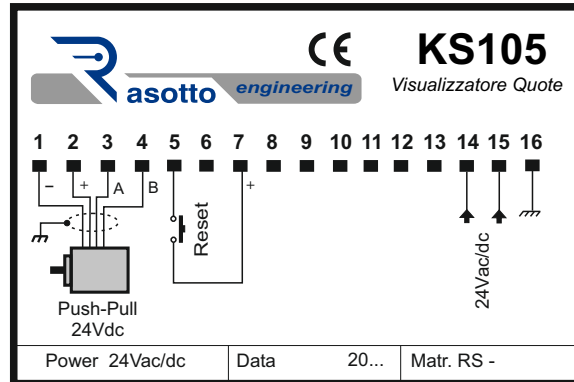 CE KS105
Rasotto engineering Visualizzatore Quote
1 2 3 4 5 6 7 8 9 10 11 12 13 14 15 16
- + A B +
Reset
24Vac/dc
Push-Pull
24Vdc
Power 24Vac/dc Data 20... Matr. RS -